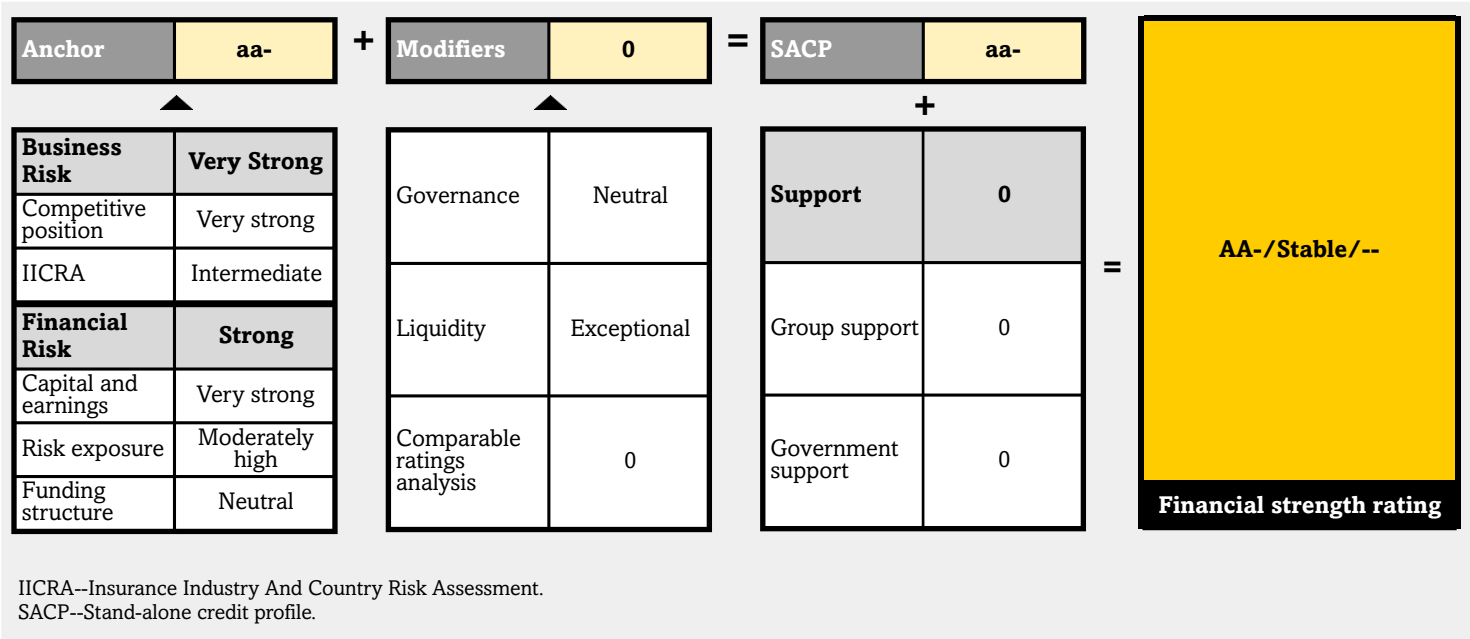 Anchor
aa-
+
Modifiers
0
=
SACP
aa-
Business
Risk
Very Strong
Competitive
position
Very strong
IICRA
Intermediate
Financial
Risk
Strong
Capital and
earnings
Very strong
Risk exposure
Moderately
high
Funding
structure
Neutral
Governance
Neutral
Liquidity
Exceptional
Comparable
ratings
analysis
0
+
Support
0
Group support
0
Government
support
0
=
AA-/Stable/--
Financial strength rating
IICRA--Insurance Industry And Country Risk Assessment.
SACP--Stand-alone credit profile.